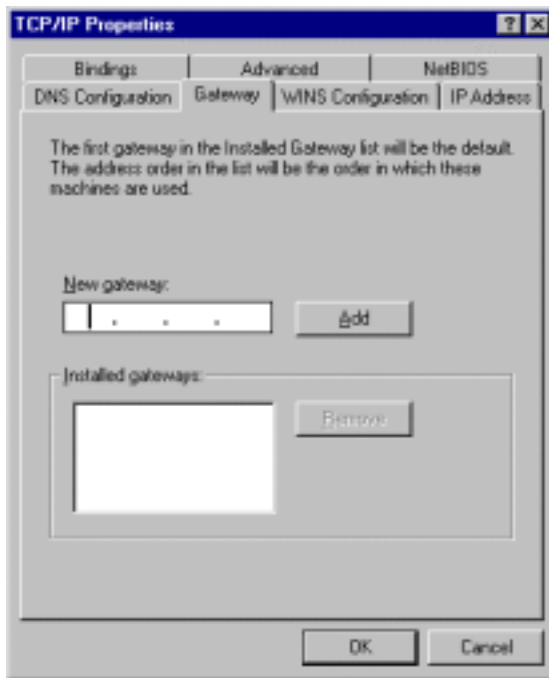 TCP/IP Properties
Bindings
Advanced
NetBIOS
DNS Configuration
Gateway
WINS Configuration
IP Address
The first gateway in the Installed Gateway list will be the default.
The address order in the list will be the order in which these
machines are used.
New gateway:
. . .
Add
Installed gateways:
Remove
OK
Cancel